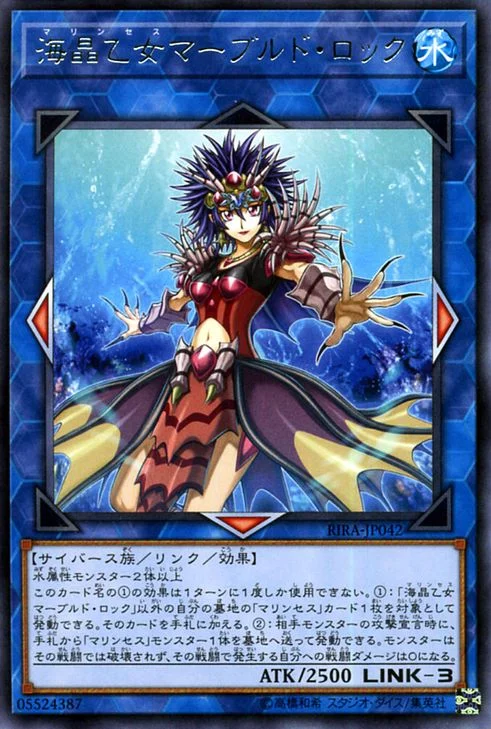 マリンセス
海晶乙女マーブルド・ロック
水
RIRA-JP042
【サイバース族／リンク／効果】
水属性モンスター2体以上
このカード名の①の効果は1ターンに1度しか使用できない。①：「海晶乙女
マーブルド・ロック」以外の自分の墓地の「マリンセス」カード1枚を対象として
発動できる。そのカードを手札に加える。②：相手モンスターの攻撃宣言時に、
手札から「マリンセス」モンスター1体を墓地へ送って発動できる。モンスターは
その戦闘では破壊されず、その戦闘で発生する自分への戦闘ダメージは0になる。
ATK/2500 LINK-3
05524387
©高橋和希 スタジオ・ダイス/集英社